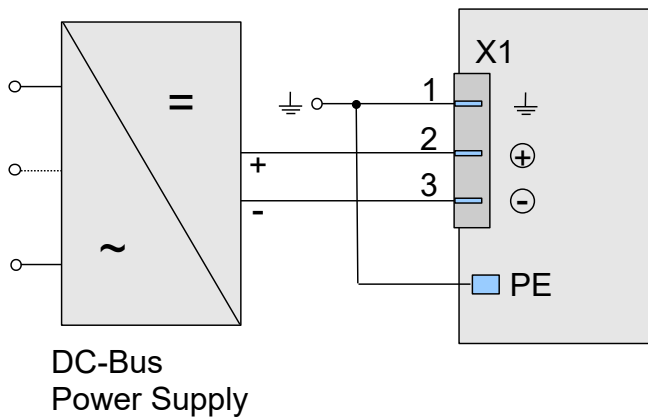 X1
=
1
2
+
+
3
-
-
~
PE
DC-Bus
Power Supply